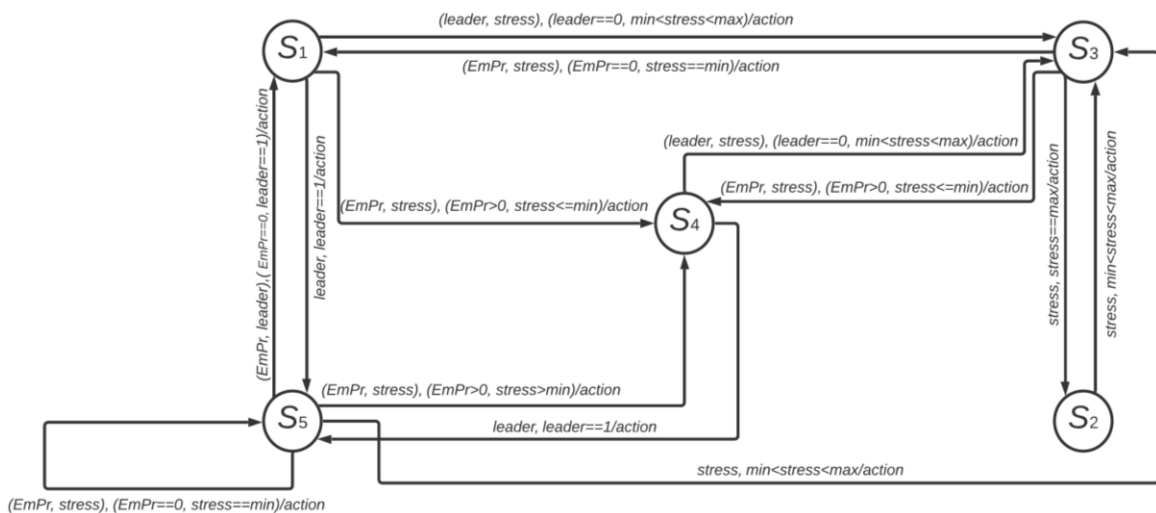 (leader, stress), (leader==0, min<stress<max)/action
S1
S3
(EmPr, stress), (EmPr==0, stress==min)/action
(EmPr, leader),( EmPr==0, leader==1)/action
leader, leader==1/action
(leader, stress), (leader==0, min<stress<max)/action
(EmPr, stress), (EmPr>0, stress<=min)/action
(EmPr, stress), (EmPr>0, stress<=min)/action
S4
stress, stress==max/action
stress, min<stress<max/action
(EmPr, stress), (EmPr>0, stress>min)/action
S5
S2
leader, leader==1/action
stress, min<stress<max/action
(EmPr, stress), (EmPr==0, stress==min)/action